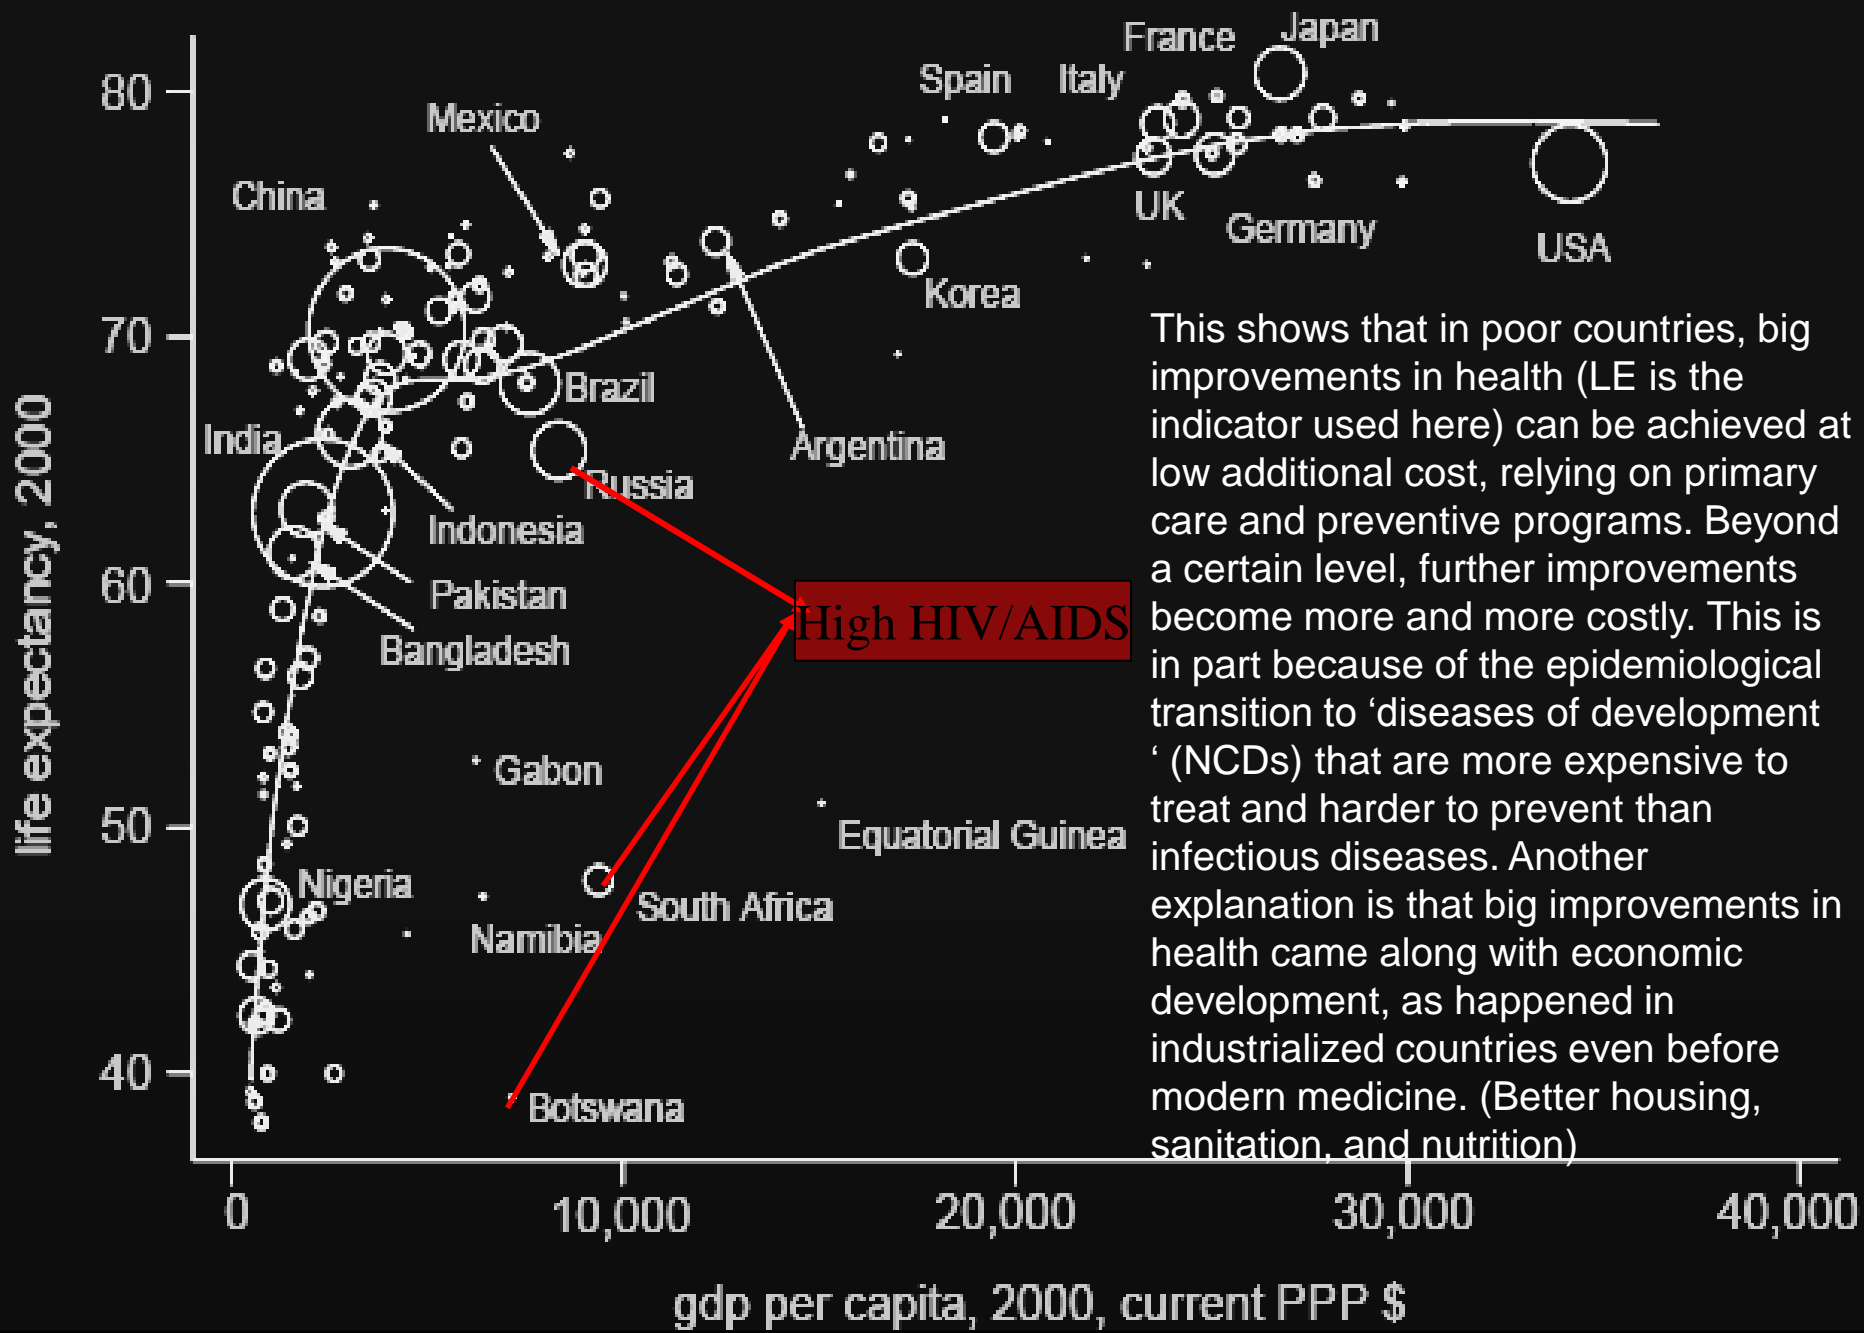 France
Japan
Spain
Italy
80
Mexico
China
UK
Germany
USA
Korea
70
Brazil
India
Argentina
Russia
Indonesia
60
Pakistan
Bangladesh
High HIV/AIDS
life expectancy, 2000
Gabon
50
Equatorial Guinea
Nigeria
South Africa
Namibia
40
Botswana
This shows that in poor countries, big
improvements in health (LE is the
indicator used here) can be achieved at
low additional cost, relying on primary
care and preventive programs. Beyond
a certain level, further improvements
become more and more costly. This is
in part because of the epidemiological
transition to ‘diseases of development
‘ (NCDs) that are more expensive to
treat and harder to prevent than
infectious diseases. Another
explanation is that big improvements in
health came along with economic
development, as happened in
industrialized countries even before
modern medicine. (Better housing,
sanitation, and nutrition)
0
10,000
20,000
30,000
40,000
gdp per capita, 2000, current PPP $